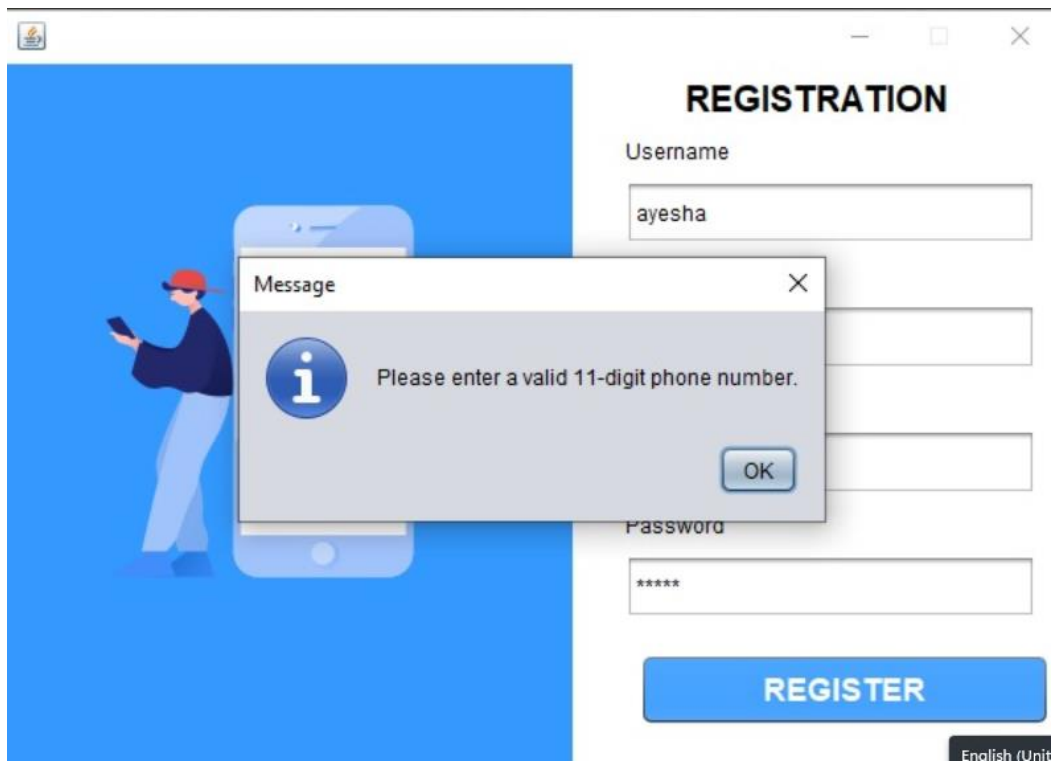 REGISTRATION
Username
ayesha
Message
Please enter a valid 11-digit phone number.
OK
Password
*****
REGISTER
English (Unit